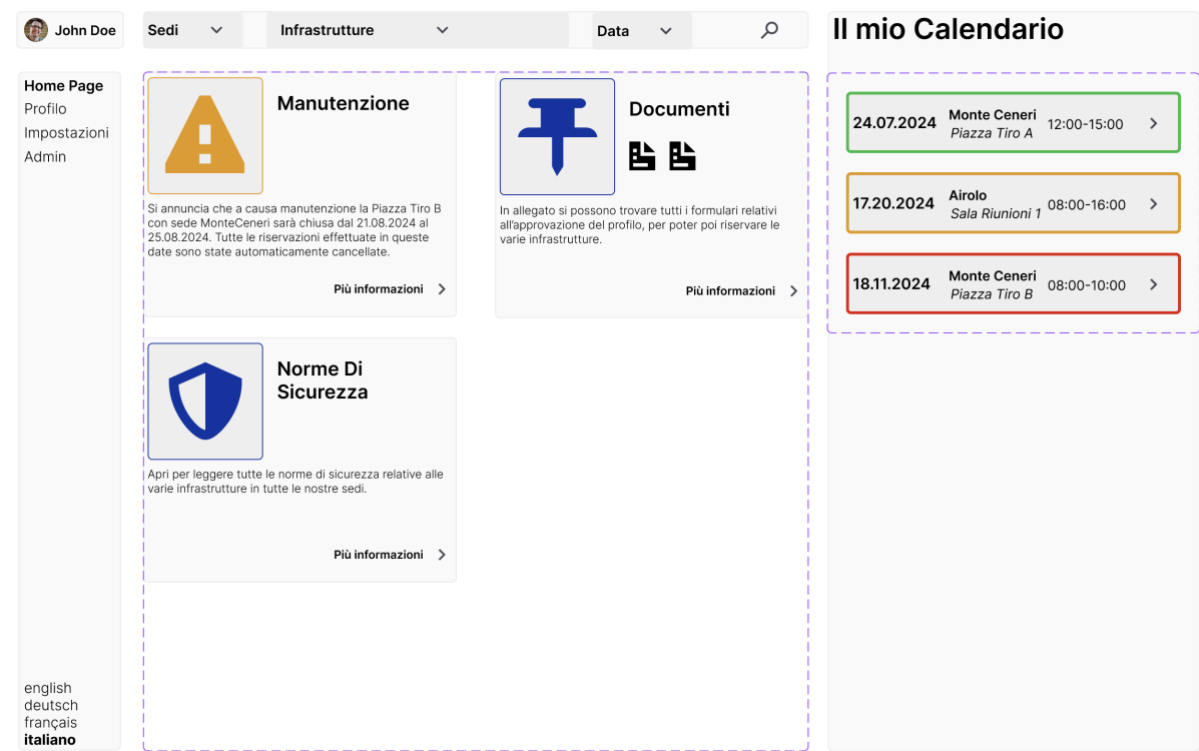 John Doe
Sedi
Infrastrutture
Data
Home Page
Profilo
Impostazioni
Admin
english
deutsch
français
italiano
Manutenzione
Si annuncia che a causa manutenzione la Piazza Tiro B
con sede MonteCeneri sarà chiusa dal 21.08.2024 al
25.08.2024. Tutte le riservazioni effettuate in queste
date sono state automaticamente cancellate.
Più informazioni
Documenti
In allegato si possono trovare tutti i formulari relativi
all'approvazione del profilo, per poter poi riservare le
varie infrastrutture.
Più informazioni
Norme Di
Sicurezza
Apri per leggere tutte le norme di sicurezza relative alle
varie infrastrutture in tutte le nostre sedi.
Più informazioni
Il mio Calendario
24.07.2024
Monte Ceneri
Piazza Tiro A
12:00-15:00
17.20.2024
Airolo
Sala Riunioni 1
08:00-16:00
18.11.2024
Monte Ceneri
Piazza Tiro B
08:00-10:00